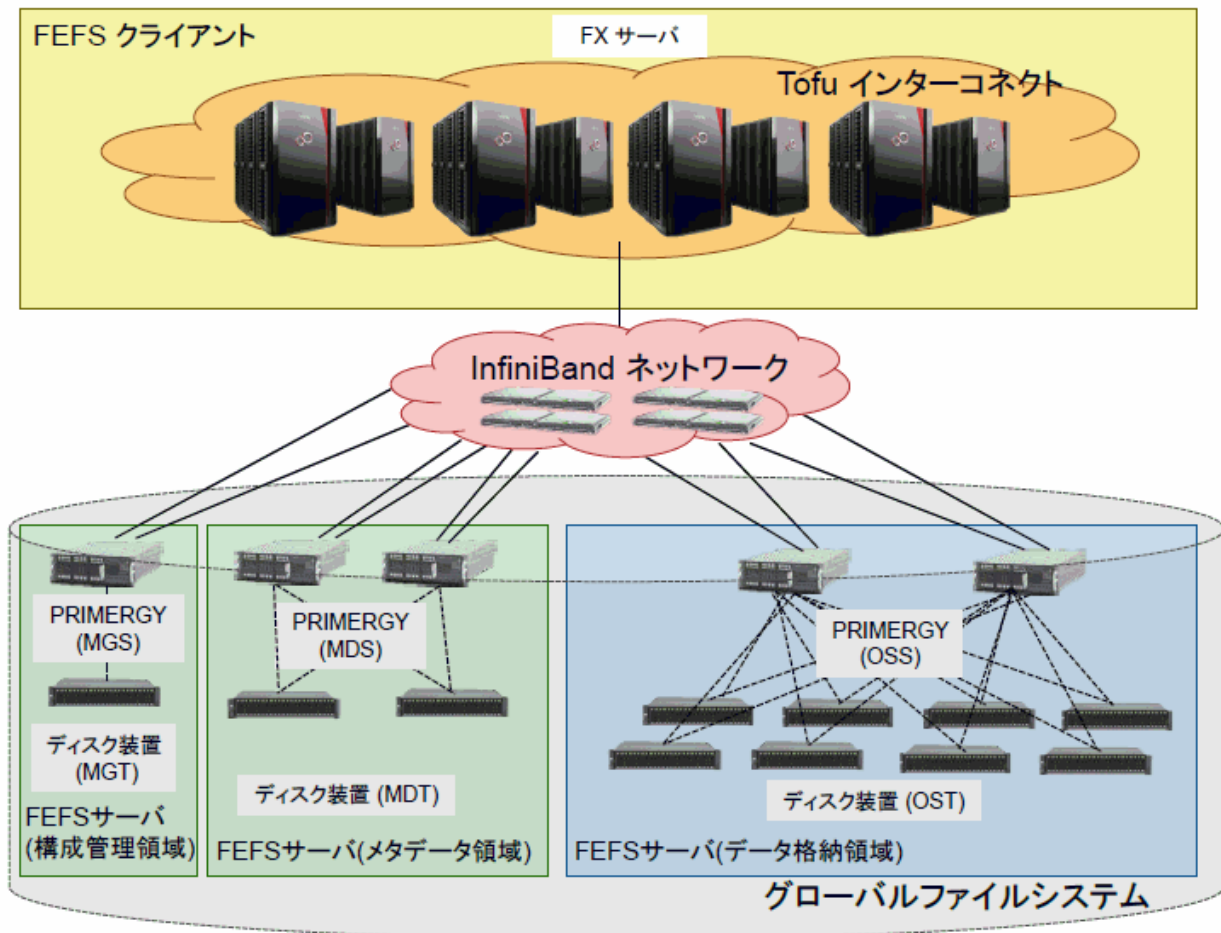 FEFS クライアント
FX サーバ
Tofu インターコネクト
InfiniBand ネットワーク
PRIMERGY
(MGS)
PRIMERGY
(MDS)
PRIMERGY
(OSS)
ディスク装置
(MGT)
ディスク装置 (MDT)
ディスク装置 (OST)
FEFSサーバ
(構成管理領域)
FEFSサーバ(メタデータ領域)
FEFSサーバ(データ格納領域)
グローバルファイルシステム